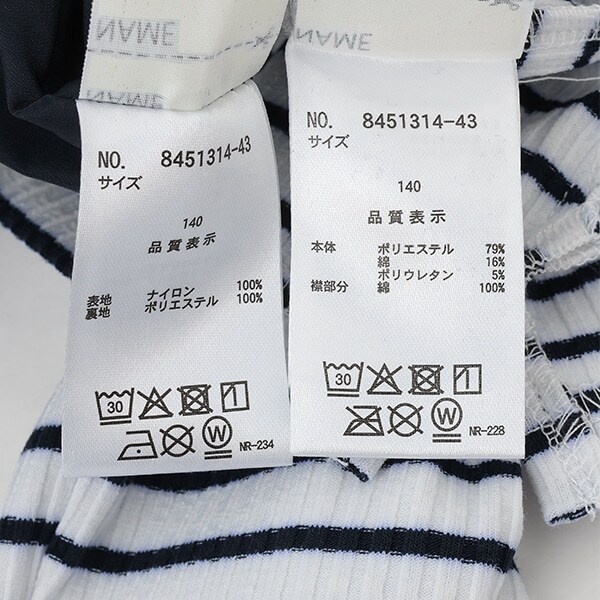 NAME
NAME
NO. 8451314-43
サイズ
140
品質表示
表地 ナイロン 100%
裏地 ポリエステル 100%
30
W
NR-234
NAME
NAME
NO. 8451314-43
サイズ
140
品質表示
本体 ポリエステル 79%
綿 16%
ポリウレタン 5%
襟部分 綿 100%
30
W
NR-228